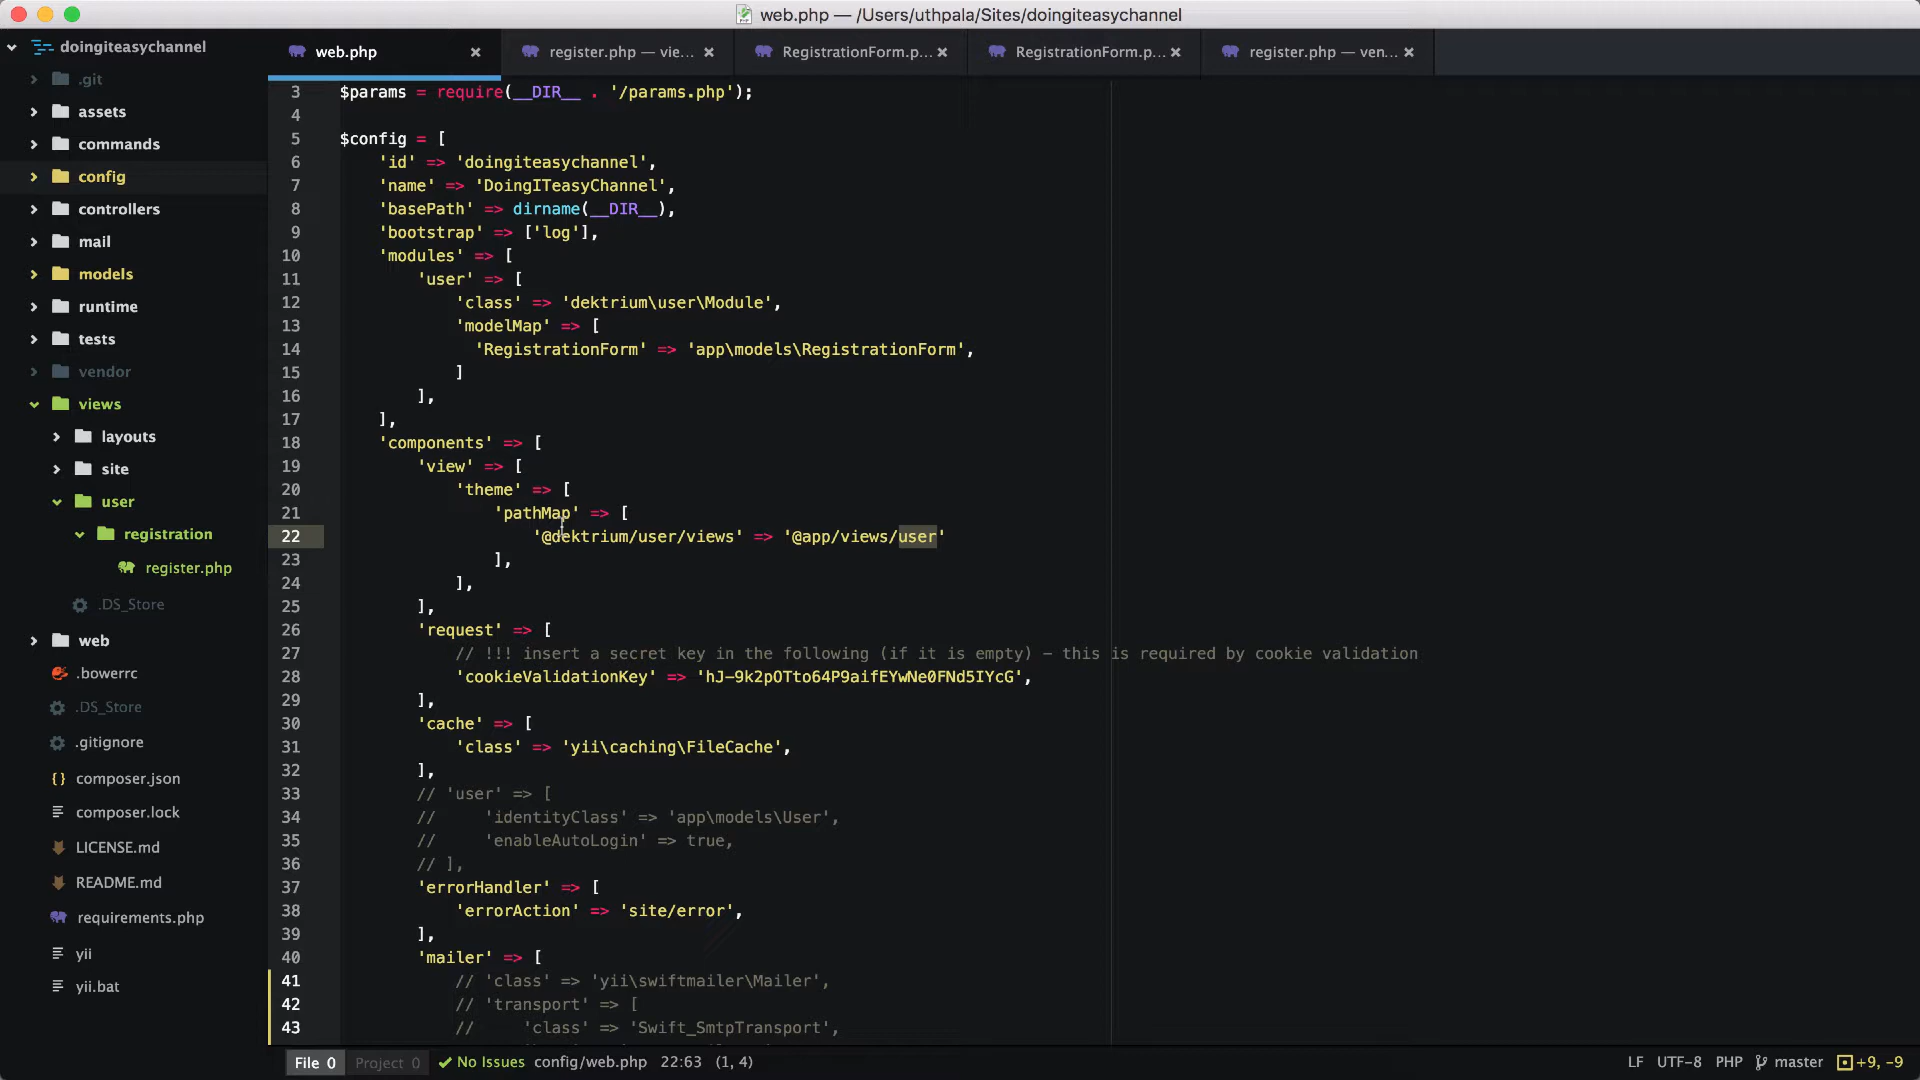 web.php — /Users/uthpala/Sites/doingiteasychannel
doingiteasychannel
.git
assets
commands
config
controllers
mail
models
runtime
tests
vendor
views
layouts
site
user
registration
register.php
.DS_Store
web
.bowerrc
.DS_Store
.gitignore
composer.json
composer.lock
LICENSE.md
README.md
requirements.php
yii
yii.bat
web.php
register.php — vie...
RegistrationForm.p...
RegistrationForm.p...
register.php — ven...
3 $params = require(__DIR__ . '/params.php');
4
5 $config = [
6 'id' => 'doingiteasychannel',
7 'name' => 'DoingITeasyChannel',
8 'basePath' => dirname(__DIR__),
9 'bootstrap' => ['log'],
10 'modules' => [
11 'user' => [
12 'class' => 'dektrium\user\Module',
13 'modelMap' => [
14 'RegistrationForm' => 'app\models\RegistrationForm',
15 ]
16 ],
17 ],
18 'components' => [
19 'view' => [
20 'theme' => [
21 'pathMap' => [
22 '@dektrium/user/views' => '@app/views/user'
23 ],
24 ],
25 ],
26 'request' => [
27 // !!! insert a secret key in the following (if it is empty) - this is required by cookie validation
28 'cookieValidationKey' => 'hJ-9k2pOTto64P9aifEYwNe0FNd5IYcG',
29 ],
30 'cache' => [
31 'class' => 'yii\caching\FileCache',
32 ],
33 // 'user' => [
34 // 'identityClass' => 'app\models\User',
35 // 'enableAutoLogin' => true,
36 // ],
37 'errorHandler' => [
38 'errorAction' => 'site/error',
39 ],
40 'mailer' => [
41 // 'class' => 'yii\swiftmailer\Mailer',
42 // 'transport' => [
43 // 'class' => 'Swift_SmtpTransport',
File 0 Project 0 No Issues config/web.php 22:63 (1, 4) LF UTF-8 PHP master +9, -9